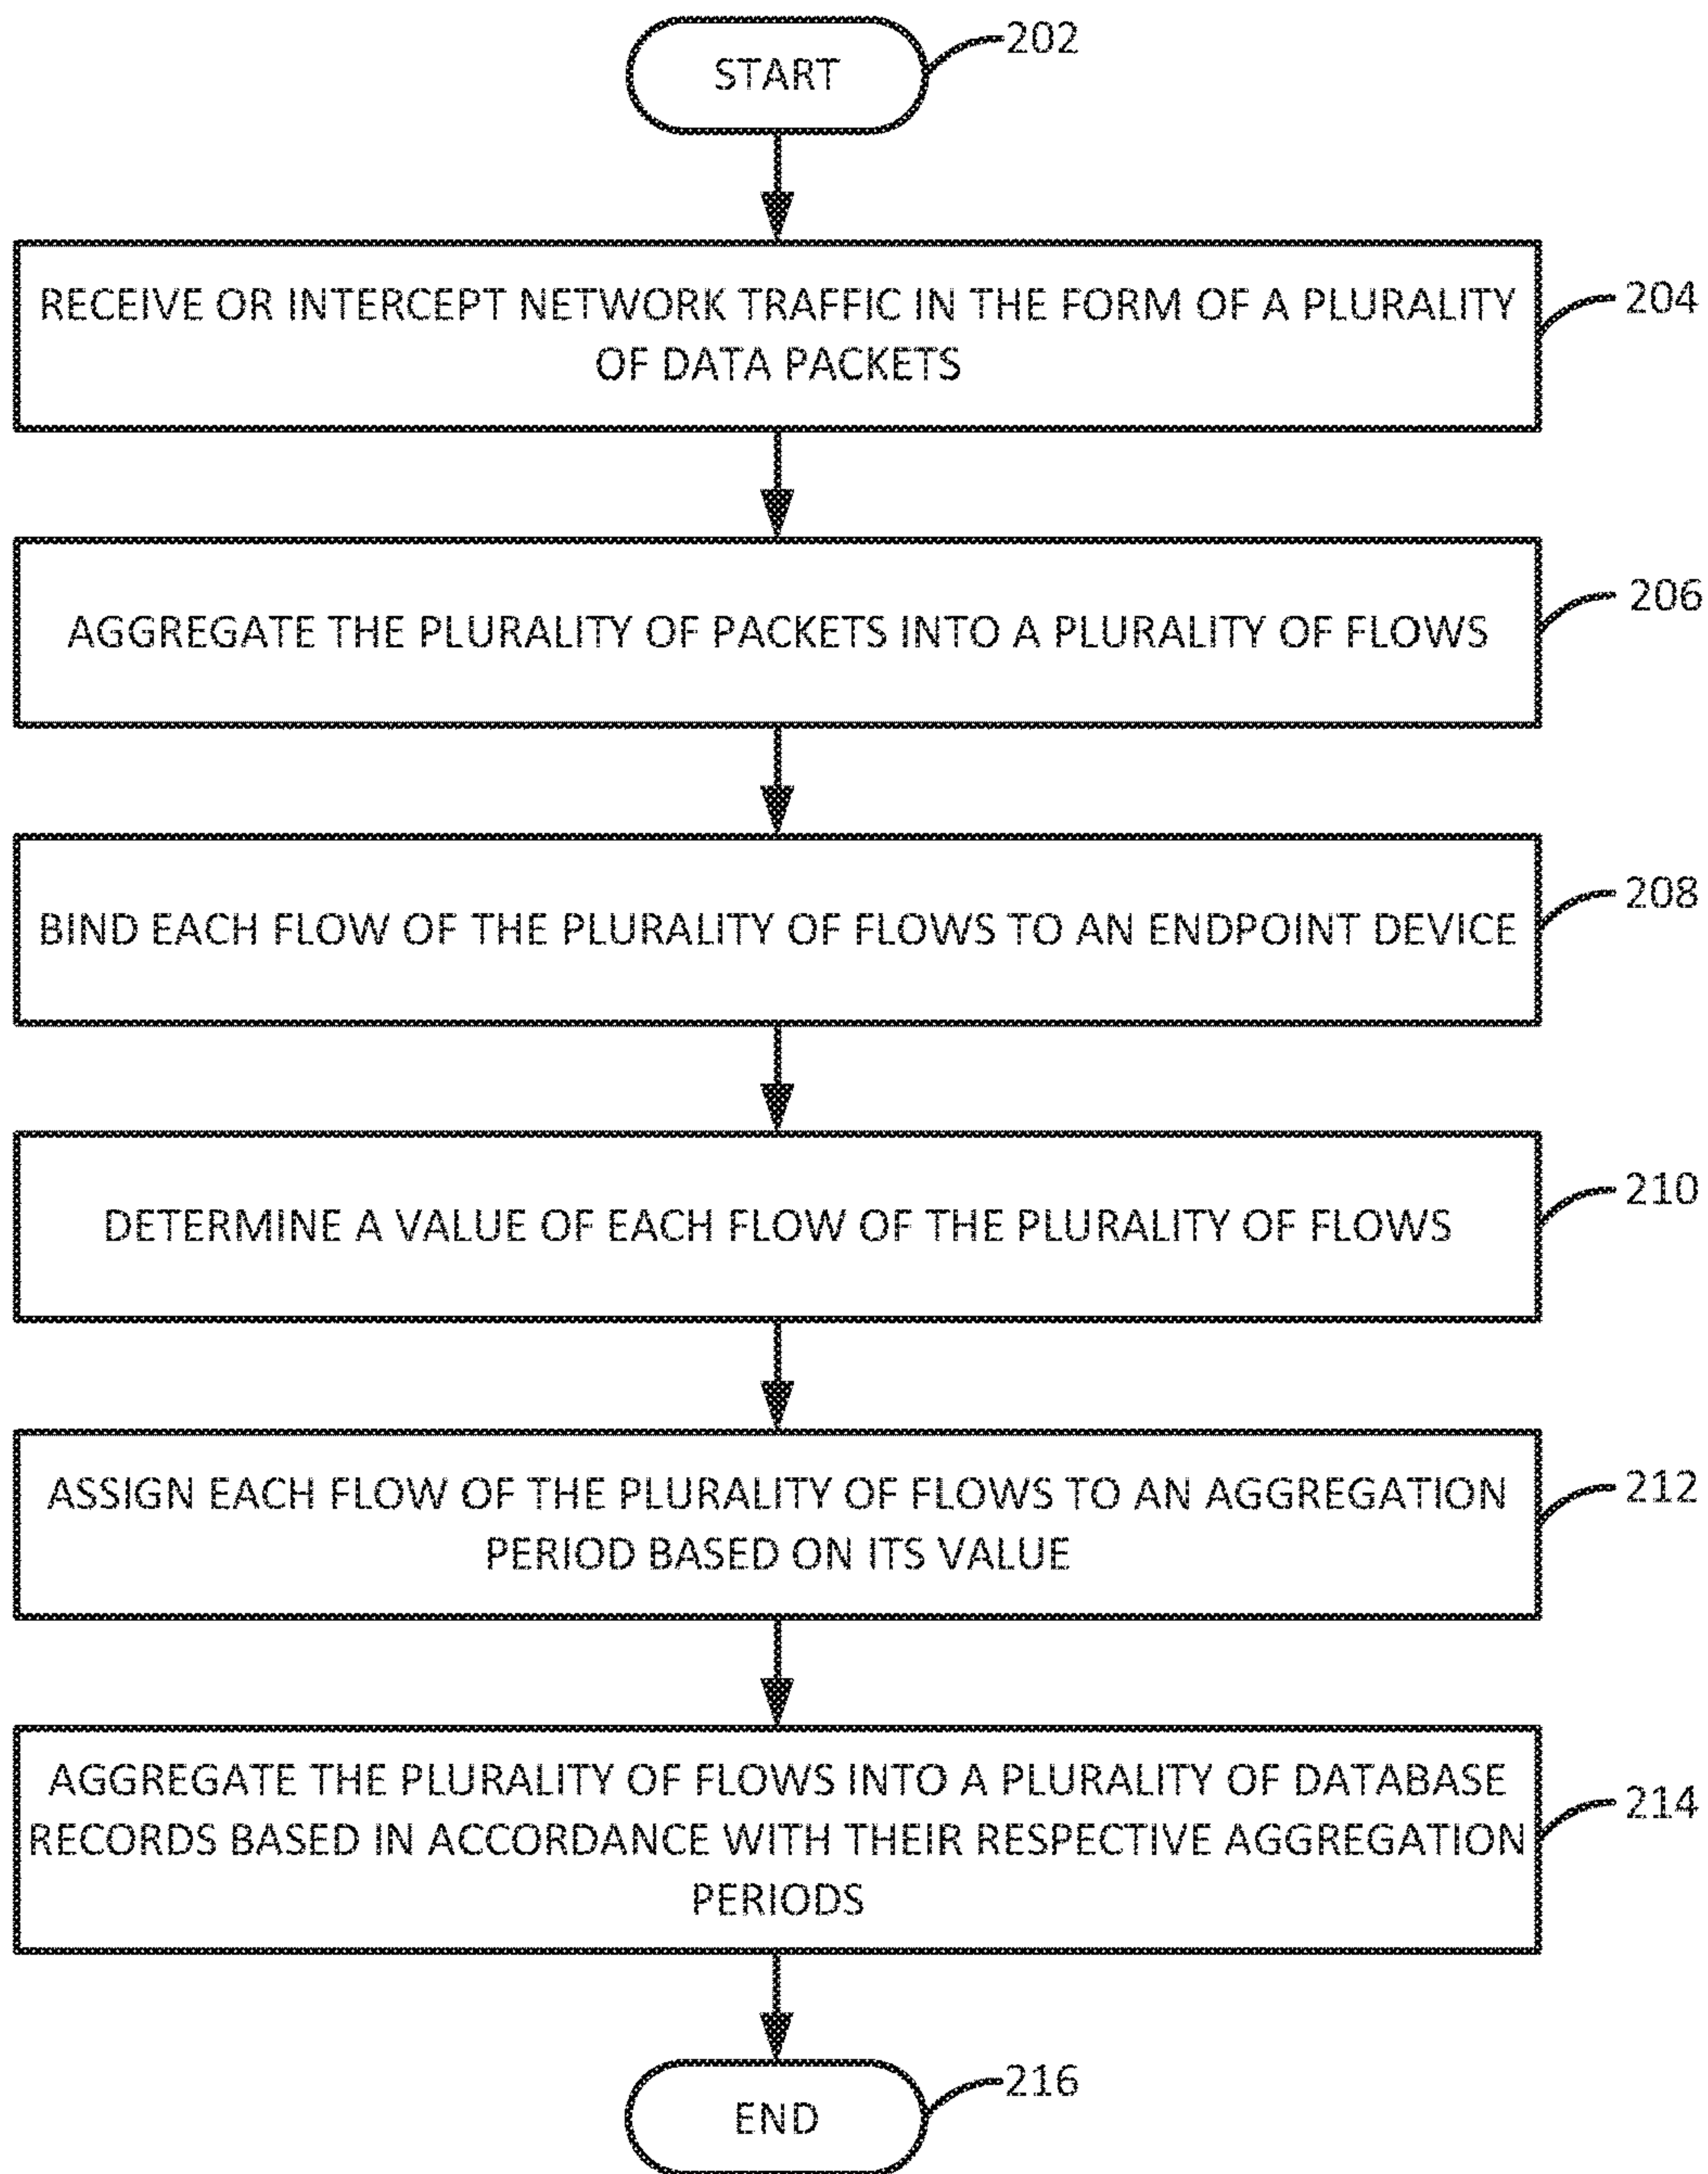 START
202
RECEIVE OR INTERCEPT NETWORK TRAFFIC IN THE FORM OF A PLURALITY
OF DATA PACKETS
204
AGGREGATE THE PLURALITY OF PACKETS INTO A PLURALITY OF FLOWS
206
BIND EACH FLOW OF THE PLURALITY OF FLOWS TO AN ENDPOINT DEVICE
208
DETERMINE A VALUE OF EACH FLOW OF THE PLURALITY OF FLOWS
210
ASSIGN EACH FLOW OF THE PLURALITY OF FLOWS TO AN AGGREGATION
PERIOD BASED ON ITS VALUE
212
AGGREGATE THE PLURALITY OF FLOWS INTO A PLURALITY OF DATABASE
RECORDS BASED IN ACCORDANCE WITH THEIR RESPECTIVE AGGREGATION
PERIODS
214
END
216